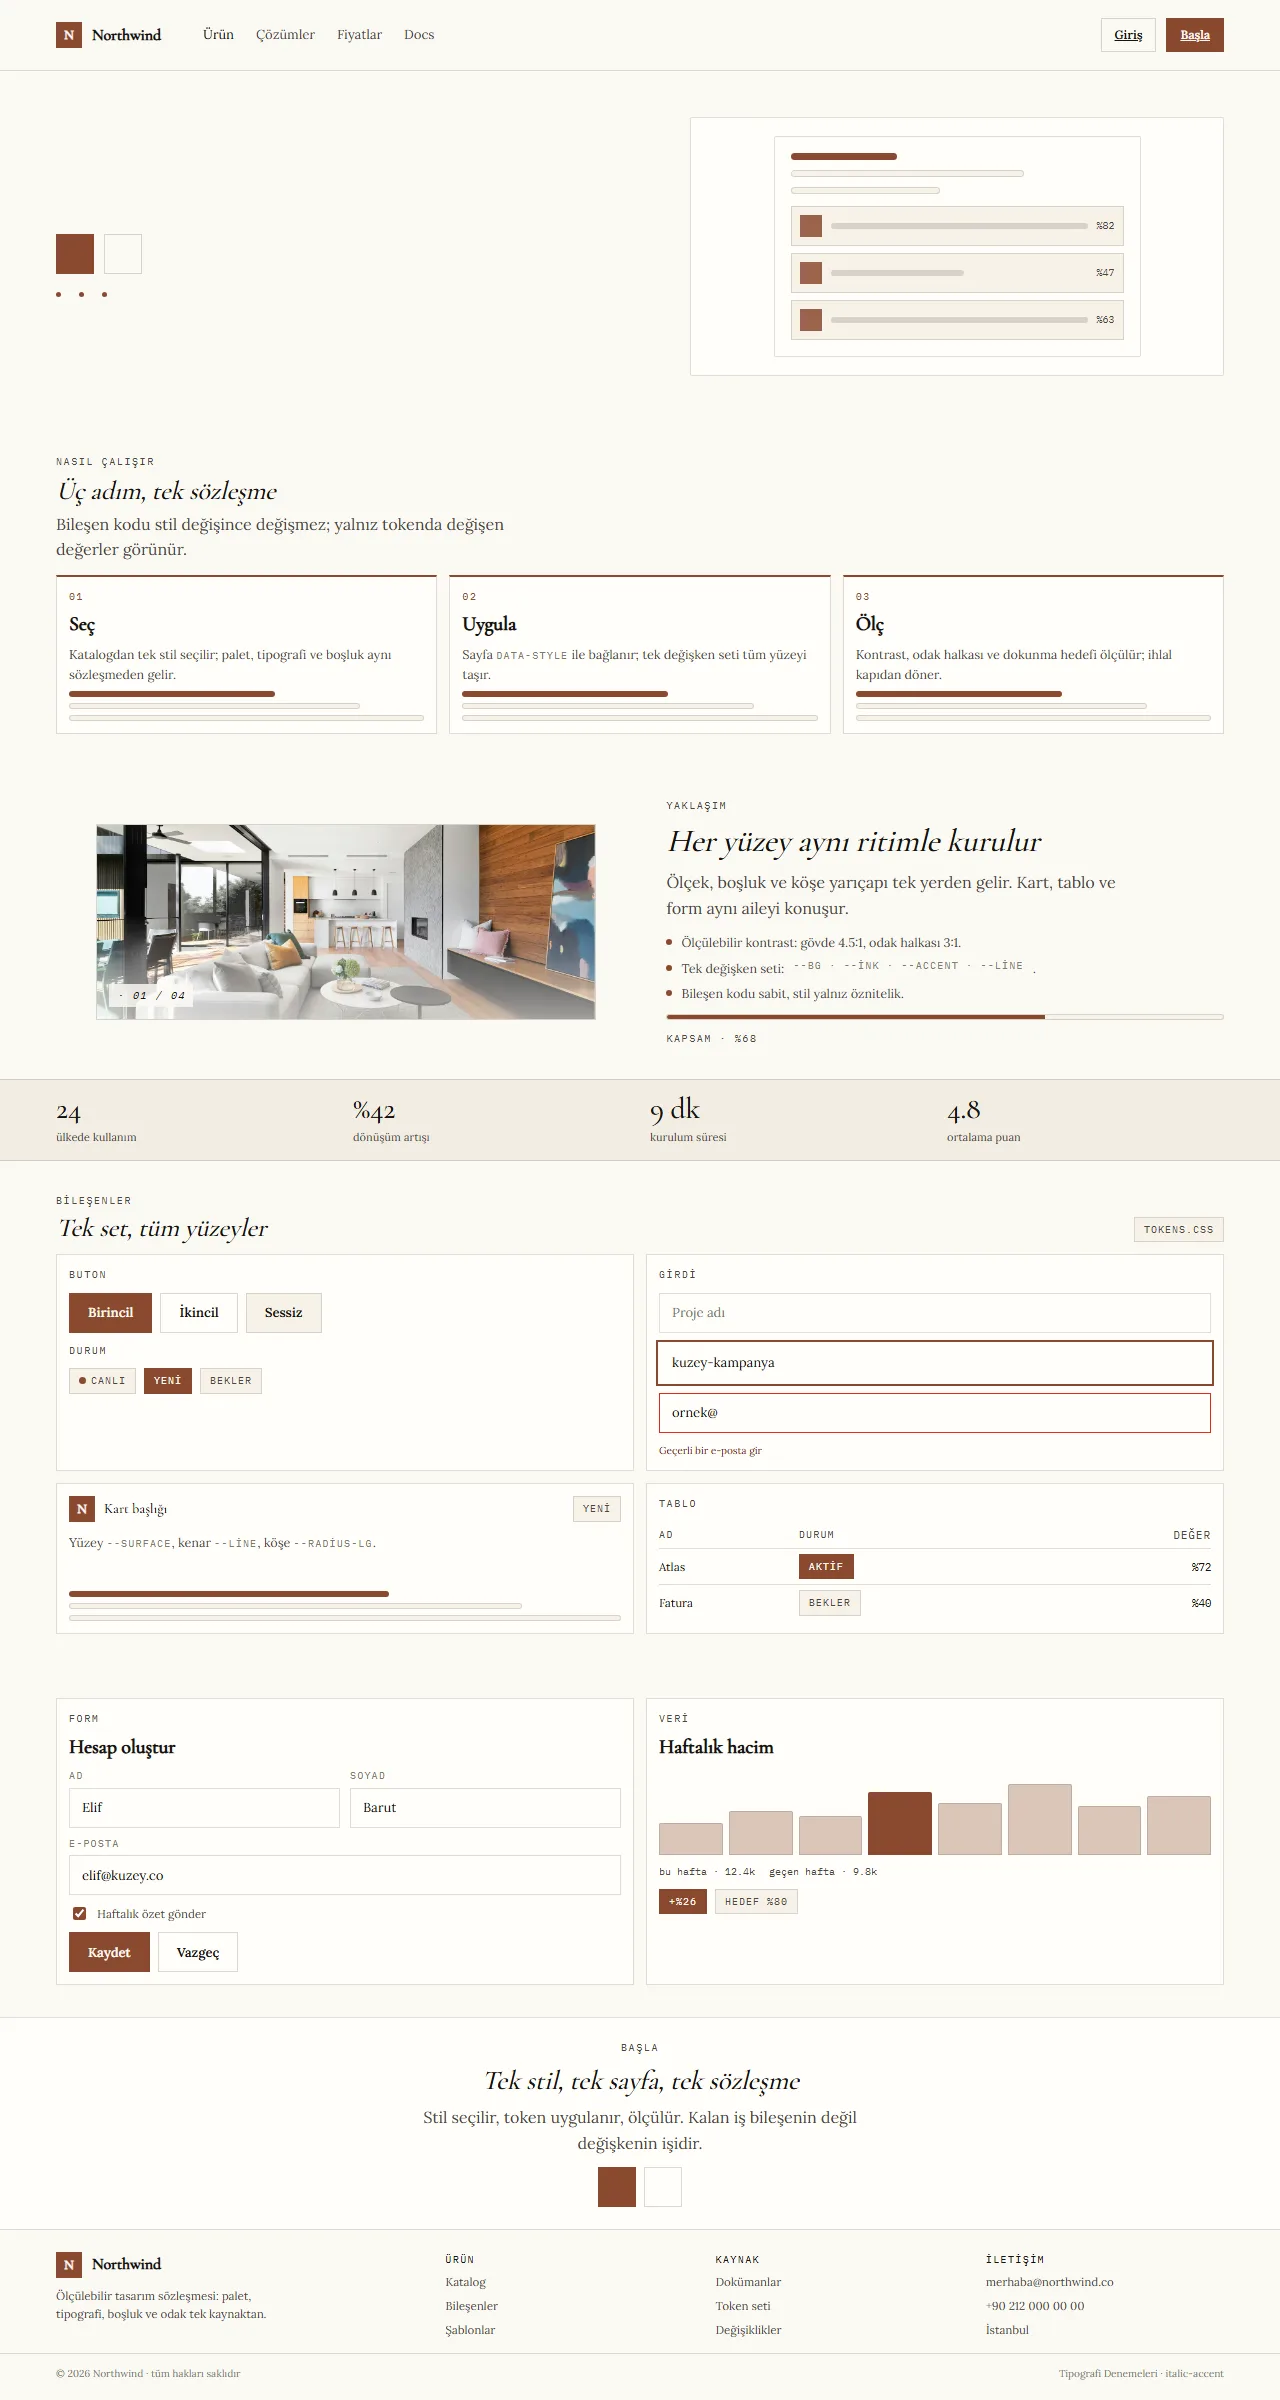 N Northwind Ürün Çözümler Fiyatlar Docs Giriş Başla
%82
%47
%63
NASIL ÇALIŞIR
Üç adım, tek sözleşme
Bileşen kodu stil değişince değişmez; yalnız tokenda değişen
değerler görünür.
01
Seç
Katalogdan tek stil seçilir; palet, tipografi ve boşluk aynı
sözleşmeden gelir.
02
Uygula
Sayfa DATA-STYLE ile bağlanır; tek değişken seti tüm yüzeyi
taşır.
03
Ölç
Kontrast, odak halkası ve dokunma hedefi ölçülür; ihlal
kapıdan döner.
· 01 / 04
YAKLAŞIM
Her yüzey aynı ritimle kurulur
Ölçek, boşluk ve köşe yarıçapı tek yerden gelir. Kart, tablo ve
form aynı aileyi konuşur.
Ölçülebilir kontrast: gövde 4.5:1, odak halkası 3:1.
Tek değişken seti: --BG · --İNK · --ACCENT · --LİNE .
Bileşen kodu sabit, stil yalnız öznitelik.
KAPSAM · %68
24
ülkede kullanım
%42
dönüşüm artışı
9 dk
kurulum süresi
4.8
ortalama puan
BİLEŞENLER
Tek set, tüm yüzeyler
TOKENS.CSS
BUTON
Birincil İkincil Sessiz
DURUM
CANLI YENİ BEKLER
GİRDİ
Proje adı
kuzey-kampanya
ornek@
Geçerli bir e-posta gir
N Kart başlığı YENİ
Yüzey --SURFACE, kenar --LİNE, köşe --RADİUS-LG.
TABLO
AD DURUM DEĞER
Atlas AKTİF %72
Fatura BEKLER %40
FORM
Hesap oluştur
AD SOYAD
Elif Barut
E-POSTA
elif@kuzey.co
Haftalık özet gönder
Kaydet Vazgeç
VERİ
Haftalık hacim
bu hafta · 12.4k geçen hafta · 9.8k
+%26 HEDEF %80
BAŞLA
Tek stil, tek sayfa, tek sözleşme
Stil seçilir, token uygulanır, ölçülür. Kalan iş bileşenin değil
değişkenin işidir.
N Northwind
Ölçülebilir tasarım sözleşmesi: palet,
tipografi, boşluk ve odak tek kaynaktan.
ÜRÜN
Katalog
Bileşenler
Şablonlar
KAYNAK
Dokümanlar
Token seti
Değişiklikler
İLETİŞİM
merhaba@northwind.co
+90 212 000 00 00
İstanbul
© 2026 Northwind · tüm hakları saklıdır
Tipografi Denemeleri · italic-accent